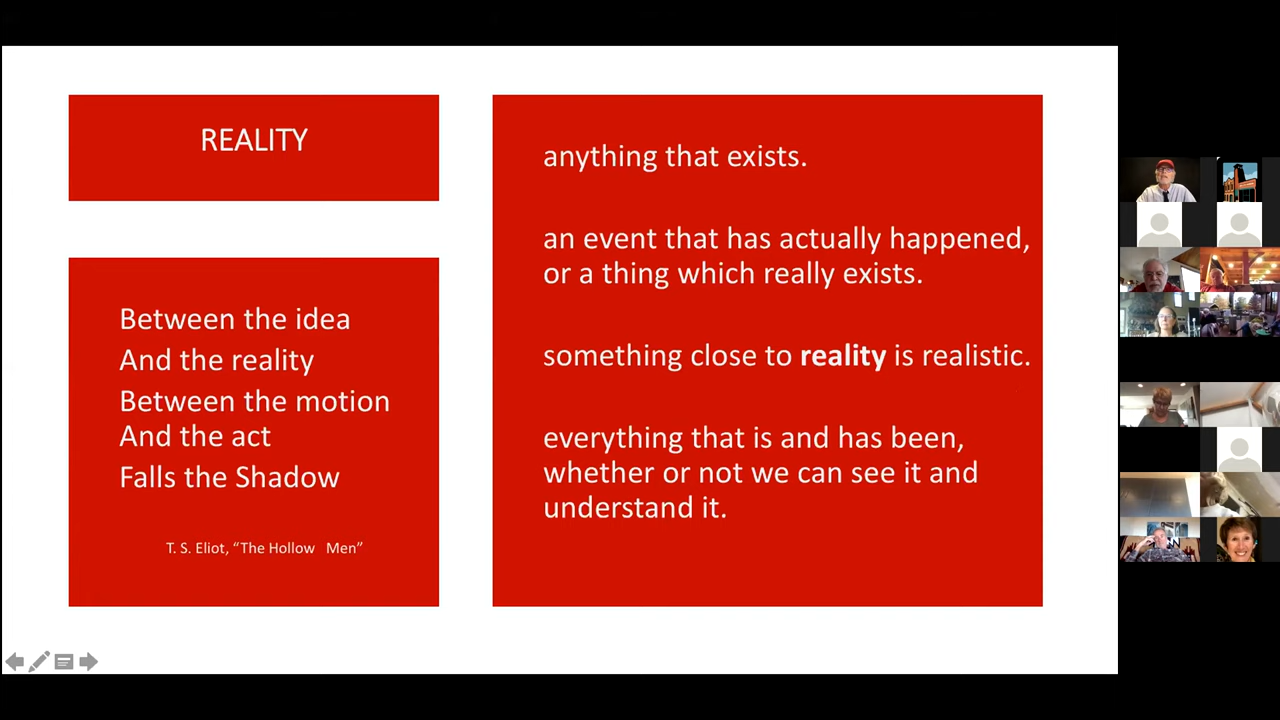 REALITY
Between the idea
And the reality
Between the motion
And the act
Falls the Shadow
T. S. Eliot, “The Hollow   Men”
anything that exists.
an event that has actually happened,
or a thing which really exists.
something close to reality is realistic.
everything that is and has been,
whether or not we can see it and
understand it.